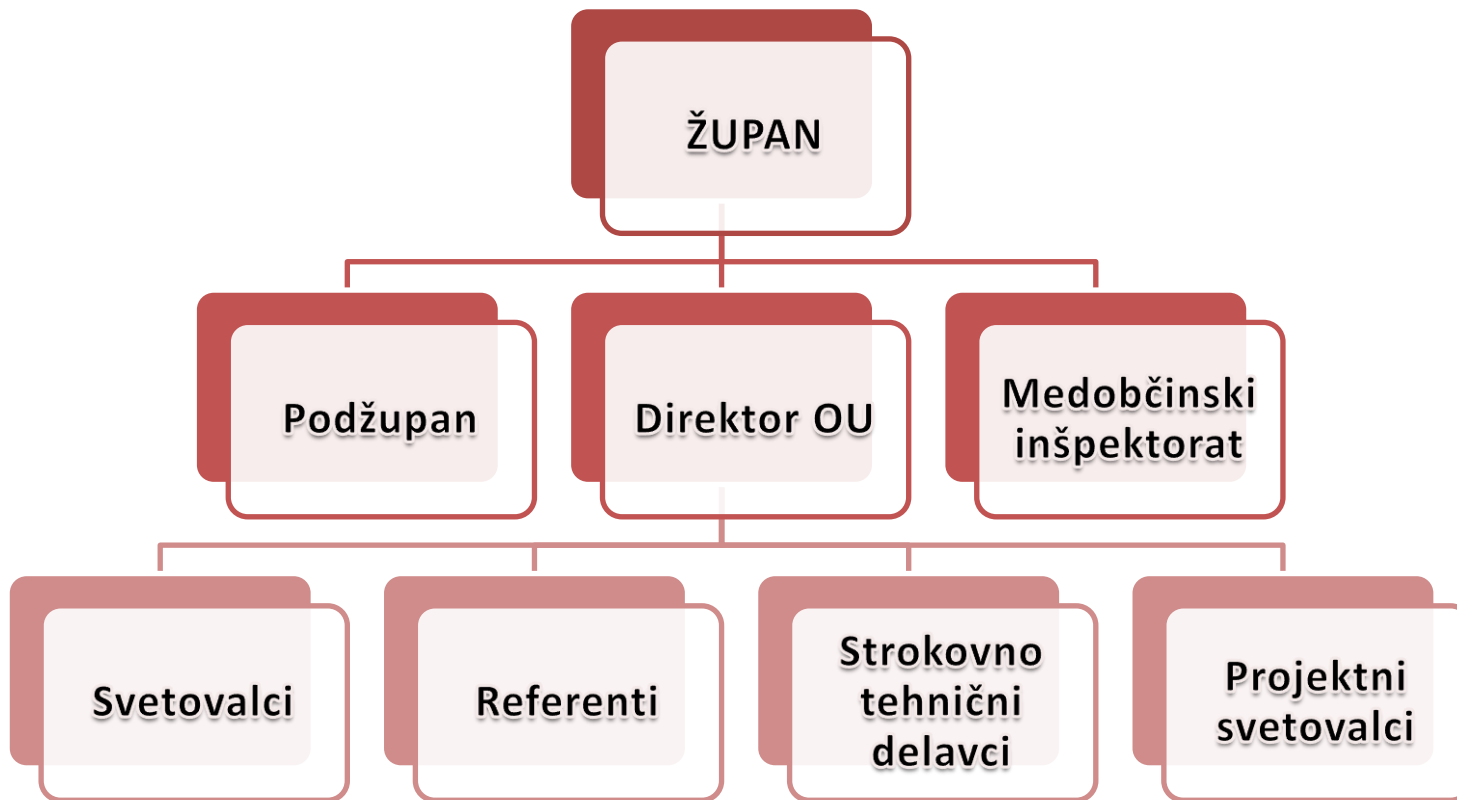 ŽUPAN
Podžupan
Direktor OU
Medobčinski
inšpektorat
Svetovalci
Referenti
Strokovno
tehnični
delavci
Projektni
svetovalci